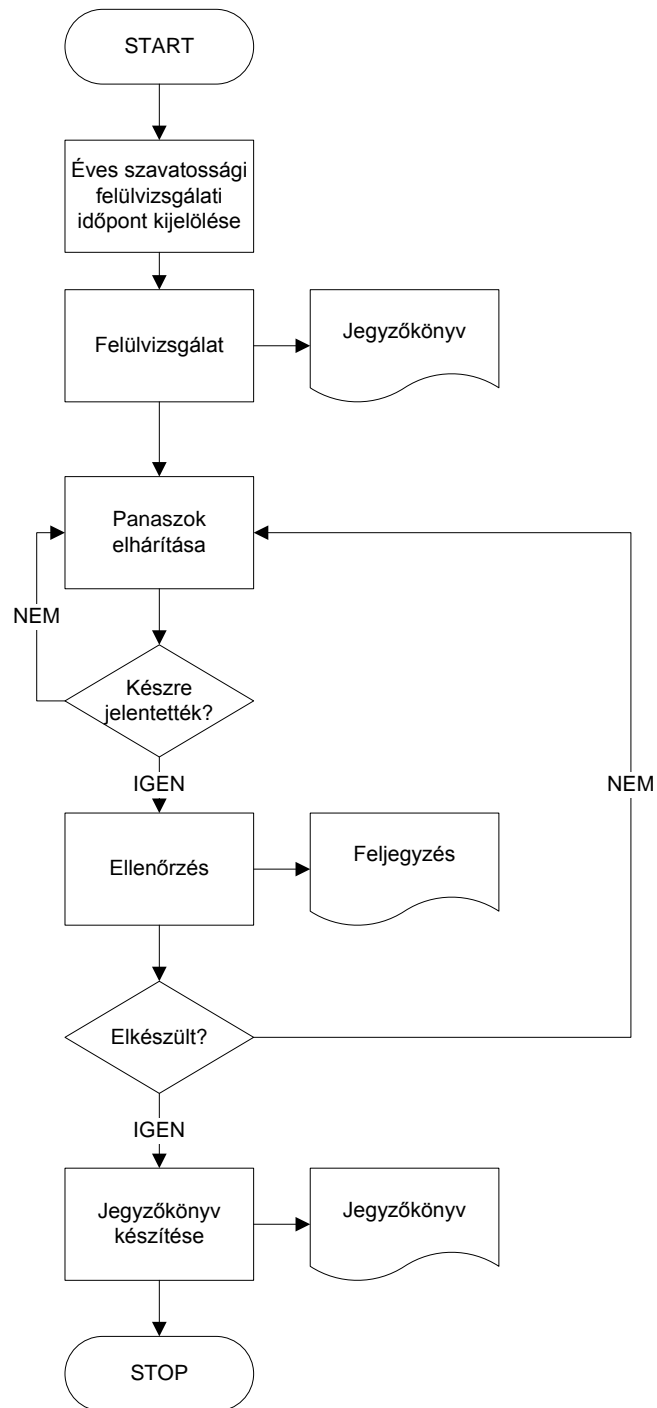 START
Éves szavatossági
felülvizsgálati
időpont kijelölése
Felülvizsgálat
Jegyzőkönyv
Panaszok
elhárítása
NEM
Készre
jelentették?
IGEN
NEM
Ellenőrzés
Feljegyzés
Elkészült?
IGEN
Jegyzőkönyv
készítése
Jegyzőkönyv
STOP